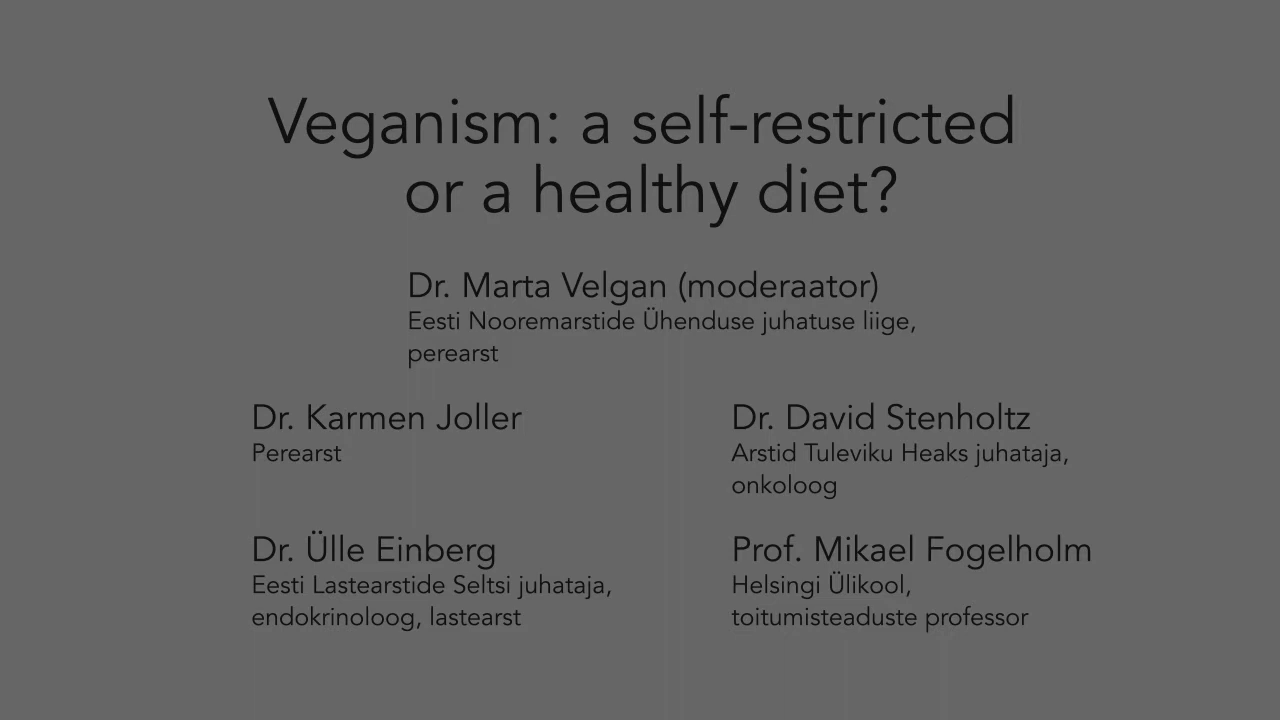 Veganism: a self-restricted
or a healthy diet?
Dr. Marta Velgan (moderaator)
Eesti Nooremarstide Ühenduse juhatuse liige,
perearst
Dr. Karmen Joller
Perearst
Dr. David Stenholtz
Arstid Tuleviku Heaks juhataja,
onkoloog
Dr. Ülle Einberg
Eesti Lastearstide Seltsi juhataja,
endokrinoloog, lastearst
Prof. Mikael Fogelholm
Helsingi Ülikool,
toitumisteaduste professor